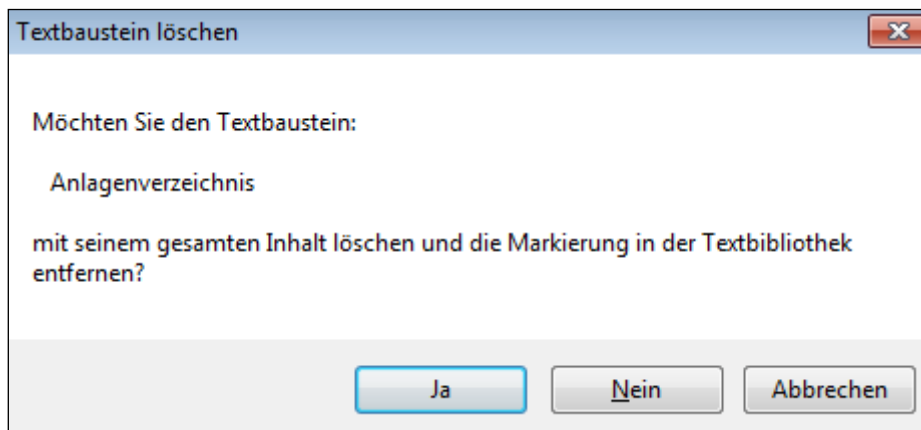 Textbaustein löschen
Möchten Sie den Textbaustein:
Anlagenverzeichnis
mit seinem gesamten Inhalt löschen und die Markierung in der Textbibliothek
entfernen?
Ja Nein Abbrechen